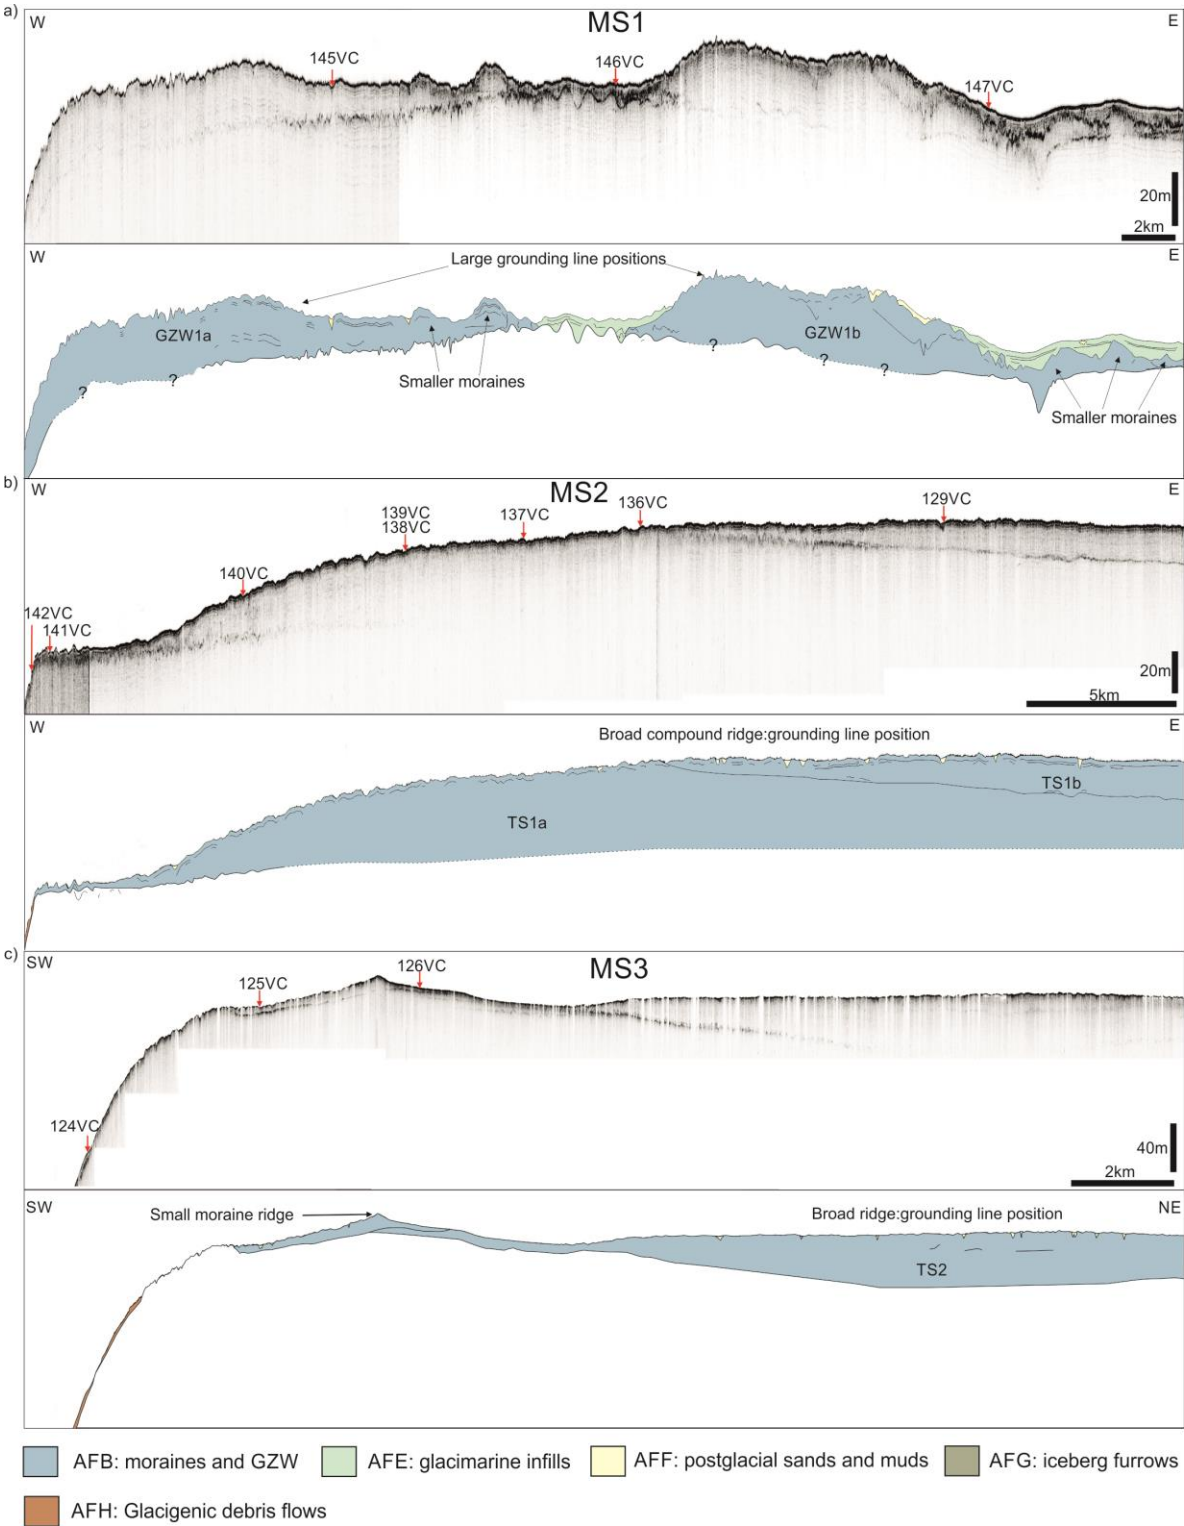 a)
W
MS1
E
145VC
146VC
147VC
20m
2km
W
E
Large grounding line positions
GZW1a
GZW1b
?
?
?
?
?
Smaller moraines
Smaller moraines
b)
W
MS2
E
139VC
138VC
137VC
136VC
129VC
140VC
142VC
141VC
20m
5km
W
E
Broad compound ridge:grounding line position
TS1b
TS1a
c)
SW
MS3
125VC
126VC
124VC
40m
2km
SW
NE
Small moraine ridge
Broad ridge:grounding line position
TS2
AFB: moraines and GZW
AFE: glacimarine infills
AFF: postglacial sands and muds
AFG: iceberg furrows
AFH: Glacigenic debris flows